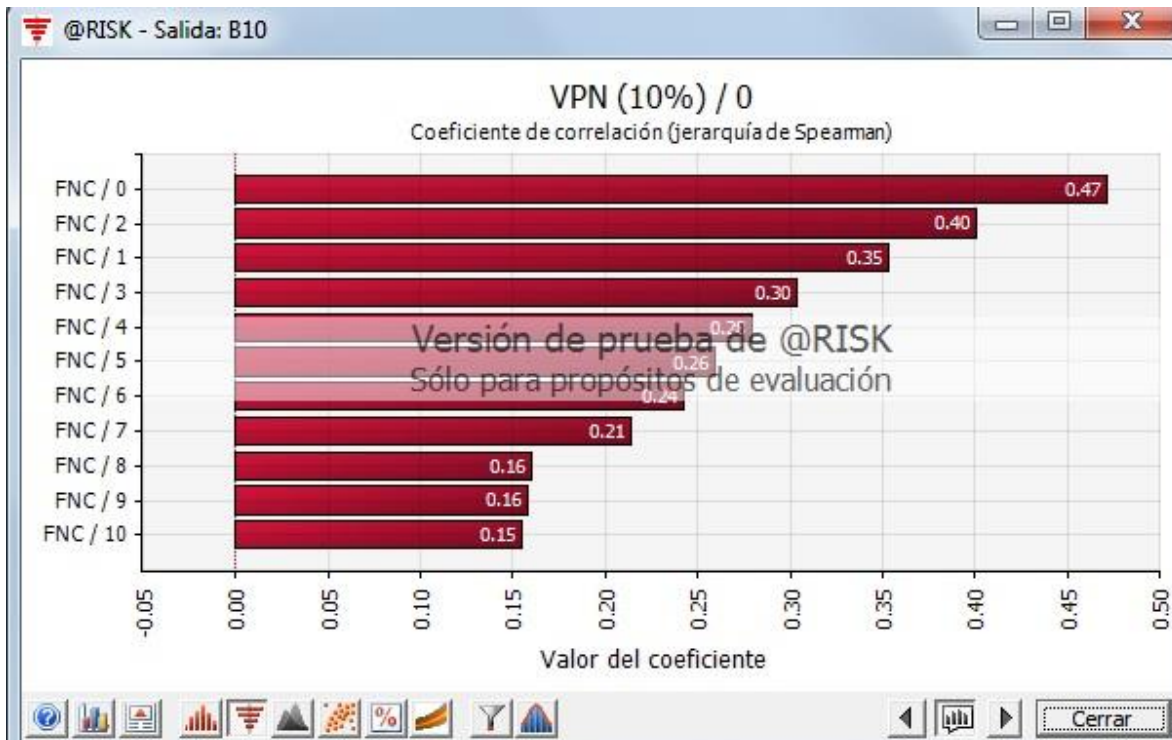 @RISK - Salida: B10
VPN (10%) / 0
Coeficiente de correlación (jerarquía de Spearman)
FNC / 0
0.47
FNC / 2
0.40
FNC / 1
0.35
FNC / 3
0.30
FNC / 4
FNC / 5
0.26
FNC / 6
0.24
Versión de prueba de @RISK
Sólo para propósitos de evaluación
FNC / 7
0.21
FNC / 8
0.16
FNC / 9
0.16
FNC / 10
0.15
-0.05 0.00 0.05 0.10 0.15 0.20 0.25 0.30 0.35 0.40 0.45 0.50
Valor del coeficiente
Cerrar